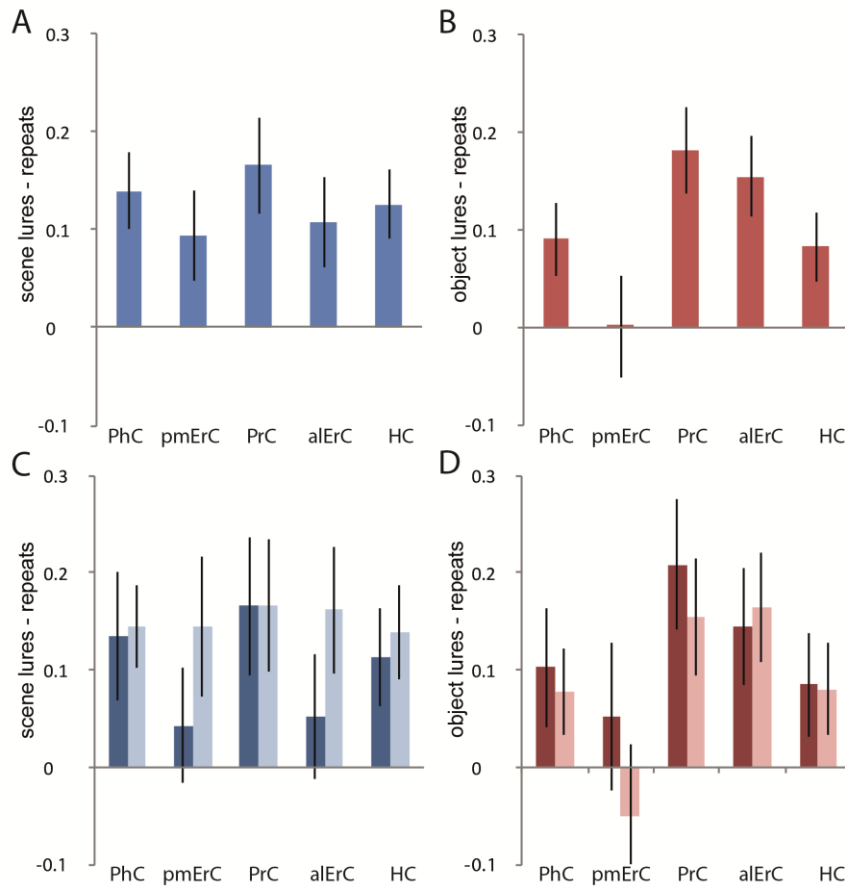 A
scene lures - repeats
0.3
0.2
0.1
0
-0.1
PhC pmErC PrC alErC HC
B
object lures - repeats
0.3
0.2
0.1
0
-0.1
PhC pmErC PrC alErC HC
C
scene lures - repeats
0.3
0.2
0.1
0
-0.1
PhC pmErC PrC alErC HC
D
object lures - repeats
0.3
0.2
0.1
0
-0.1
PhC pmErC PrC alErC HC